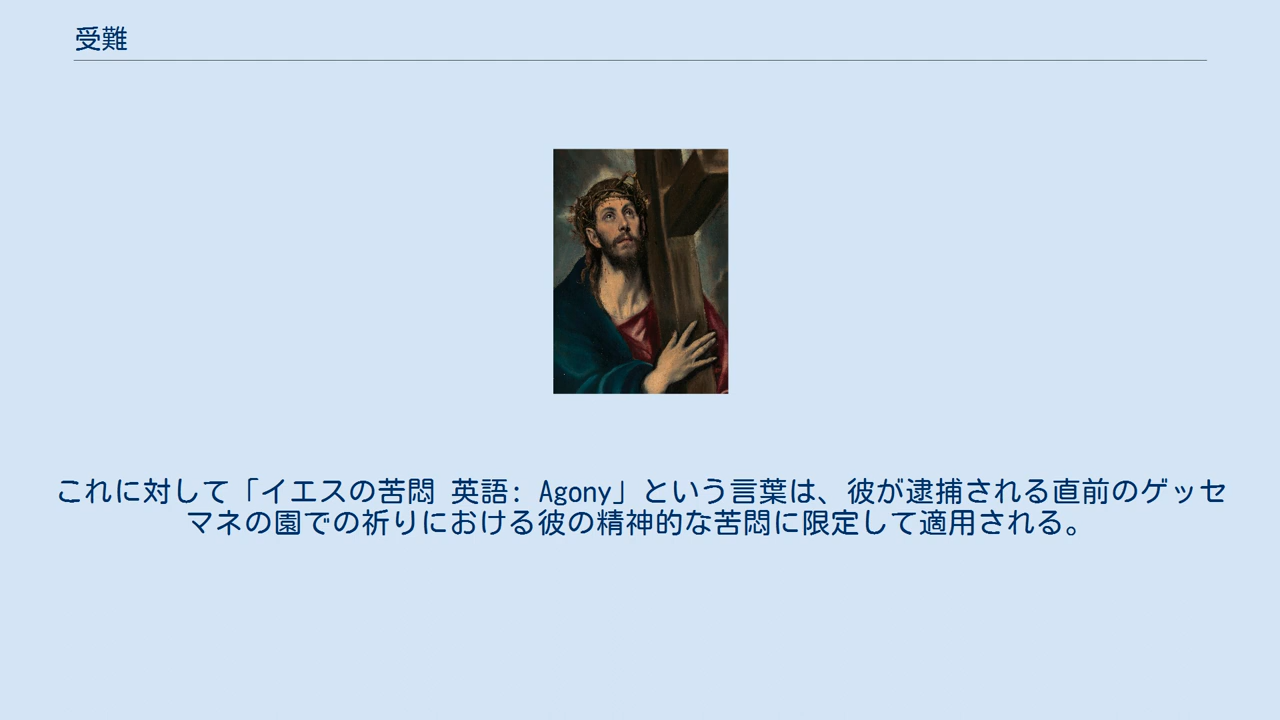 受難
これに対して「イエスの苦悶 英語: Agony」という言葉は、彼が逮捕される直前のゲッセ
マネの園での祈りにおける彼の精神的な苦悶に限定して適用される。